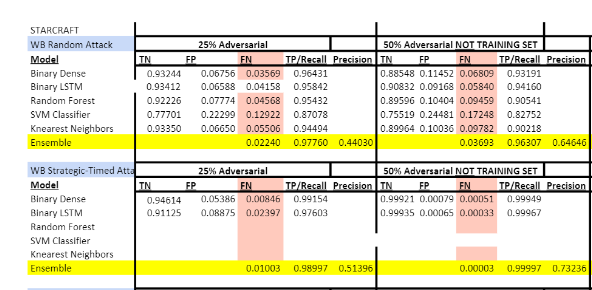 STARCRAFT
WB Random Attack 25% Adversarial 50% Adversarial NOT TRAINING SET
Model TN FP FN TP/Recall Precision TN FP FN TP/Recall Precision
Binary Dense 0.93244 0.06756 0.03569 0.96431 0.88548 0.11452 0.06809 0.93191
Binary LSTM 0.93412 0.06588 0.04158 0.95842 0.90832 0.09168 0.05840 0.94160
Random Forest 0.92226 0.07774 0.04568 0.95432 0.89596 0.10404 0.09459 0.90541
SVM Classifier 0.77701 0.22299 0.12922 0.87078 0.75519 0.24481 0.17248 0.82752
Knearest Neighbors 0.93350 0.06650 0.05506 0.94494 0.89964 0.10036 0.09782 0.90218
Ensemble 0.02240 0.97760 0.44030 0.03693 0.96307 0.64646
WB Strategic-Timed Atta 25% Adversarial 50% Adversarial NOT TRAINING SET
Model TN FP FN TP/Recall Precision TN FP FN TP/Recall Precision
Binary Dense 0.94614 0.05386 0.00846 0.99154 0.99921 0.00079 0.00051 0.99949
Binary LSTM 0.91125 0.08875 0.02397 0.97603 0.99935 0.00065 0.00033 0.99967
Random Forest
SVM Classifier
Knearest Neighbors
Ensemble 0.01003 0.98997 0.51396 0.00003 0.99997 0.73236